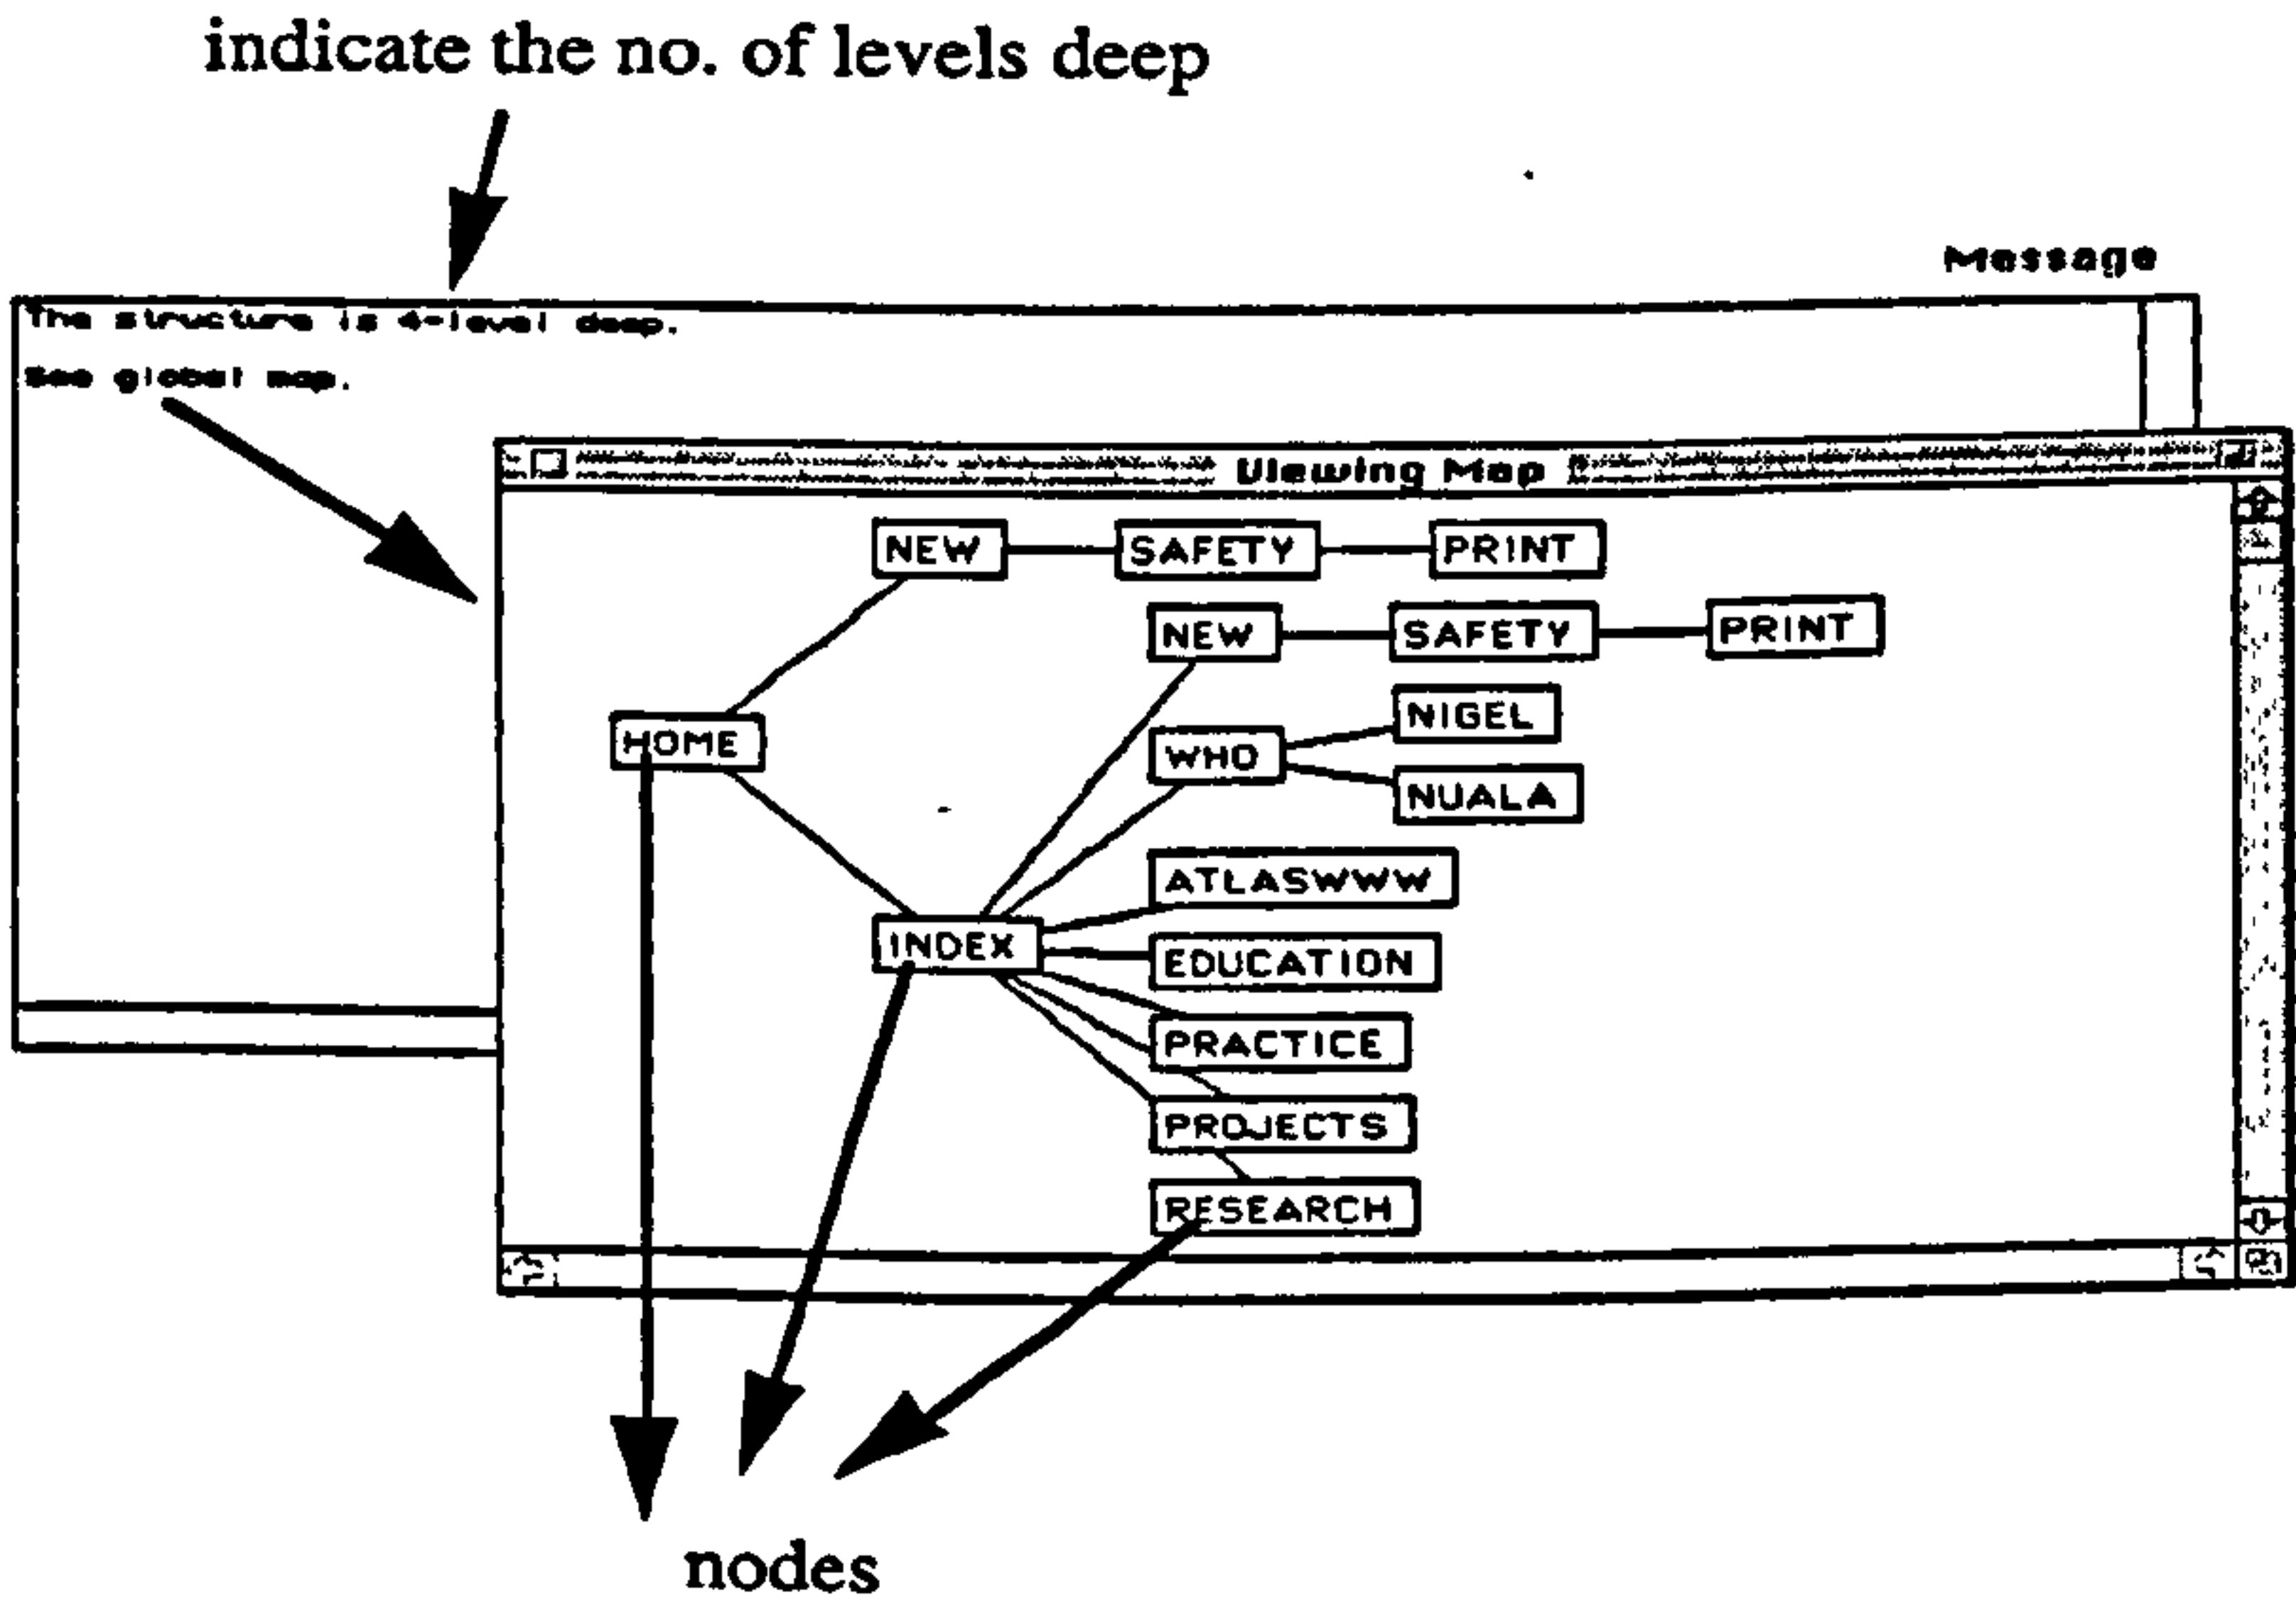 indicate the no. of levels deep
Message
The structure is 4-level deep.
See global map.
Viewing Map
NEW SAFETY PRINT
NEW SAFETY PRINT
HOME
NIGEL
WHO
NUALA
ATLASWWW
INDEX
EDUCATION
PRACTICE
PROJECTS
RESEARCH
nodes